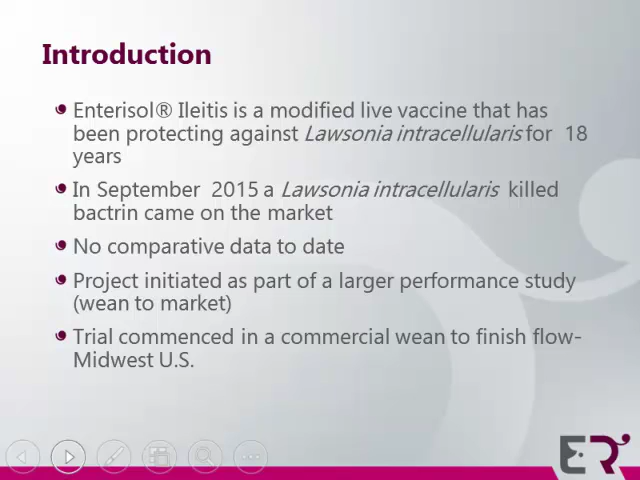 Introduction
Enterisol® Ileitis is a modified live vaccine that has
been protecting against Lawsonia intracellularis for 18
years
In September 2015 a Lawsonia intracellularis killed
bactrin came on the market
No comparative data to date
Project initiated as part of a larger performance study
(wean to market)
Trial commenced in a commercial wean to finish flow-
Midwest U.S.
ER